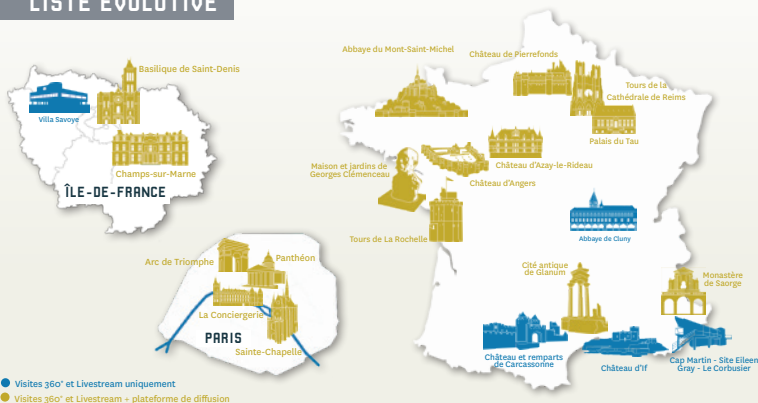 LISTE ÉVOLUTIVE
Basilique de Saint-Denis
Villa Savoye
Champs-sur-Marne
ÎLE-DE-FRANCE
Arc de Triomphe
Panthéon
La Conciergerie
PARIS
Sainte-Chapelle
Abbaye du Mont-Saint-Michel
Château de Pierrefonds
Tours de la
Cathédrale de Reims
Palais du Tau
Maison et jardins de
Georges Clémenceau
Château d'Azay-le-Rideau
Château d'Angers
Tours de La Rochelle
Abbaye de Cluny
Cité antique
de Glanum
Monastère
de Saorge
Château et remparts
de Carcassonne
Château d'If
Cap Martin - Site Eileen
Gray - Le Corbusier
Visites 360° et Livestream uniquement
Visites 360° et Livestream + plateforme de diffusion